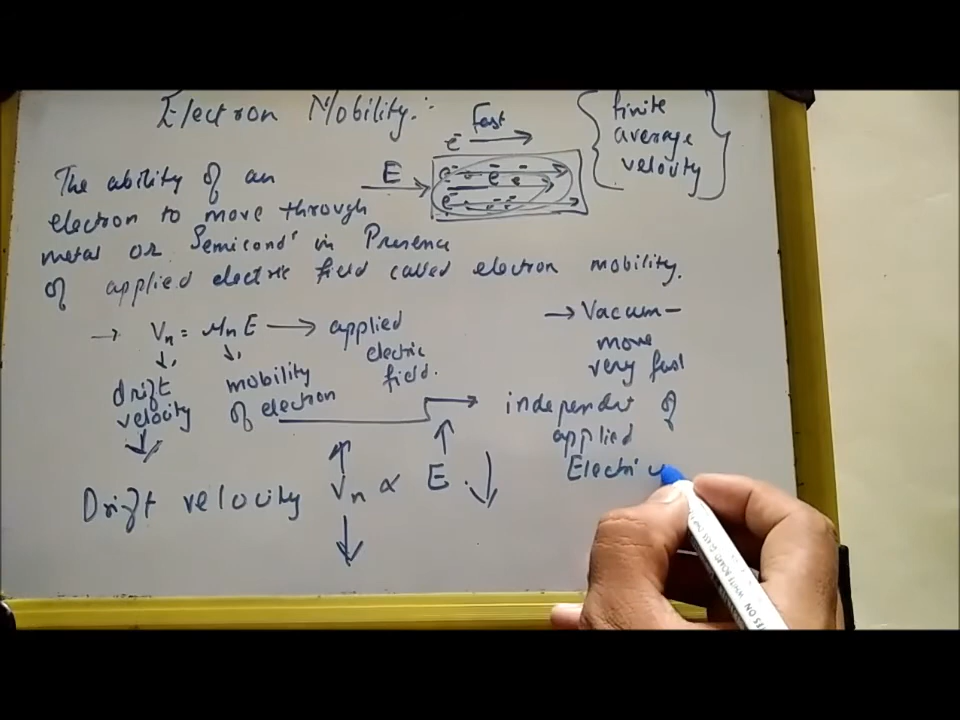 Electron Mobility:
finite
average
velocity
e⁻ Fast
E
e⁻ e⁻ e⁻
e⁻ e⁻ e⁻
The ability of an
electron to move through
metal or Semicond' in Presence
of applied electric field called electron mobility.
→ Vn = μn E → applied
electric
field.
drift
velocity
mobility
of electron
→ Vacum –
move
very fast
independent of
applied
Electric
Drift velocity Vn ∝ E.